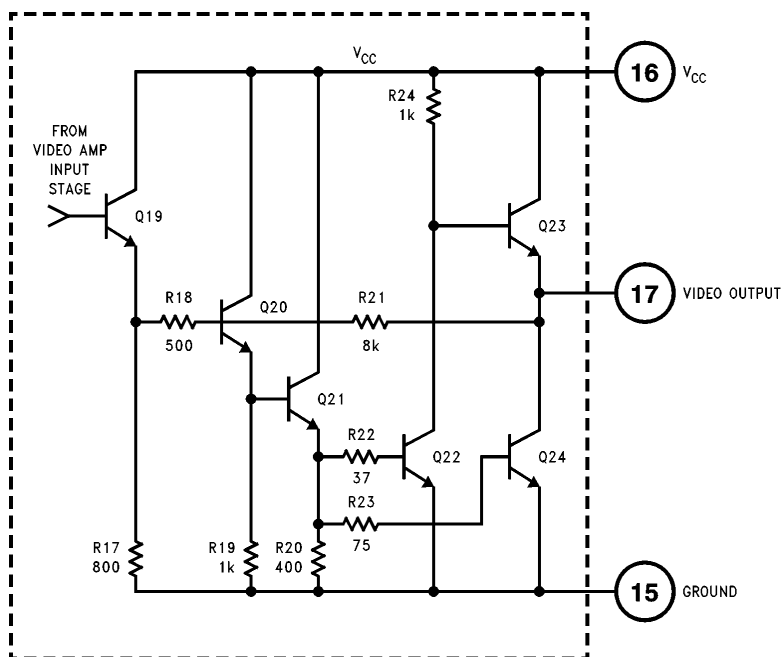 V_CC
16
V_CC
R24
1k
FROM
VIDEO AMP
INPUT
STAGE
Q19
Q23
17
VIDEO OUTPUT
R18
500
Q20
R21
8k
Q21
R22
37
Q22
Q24
R23
75
R17
800
R19
1k
R20
400
15
GROUND